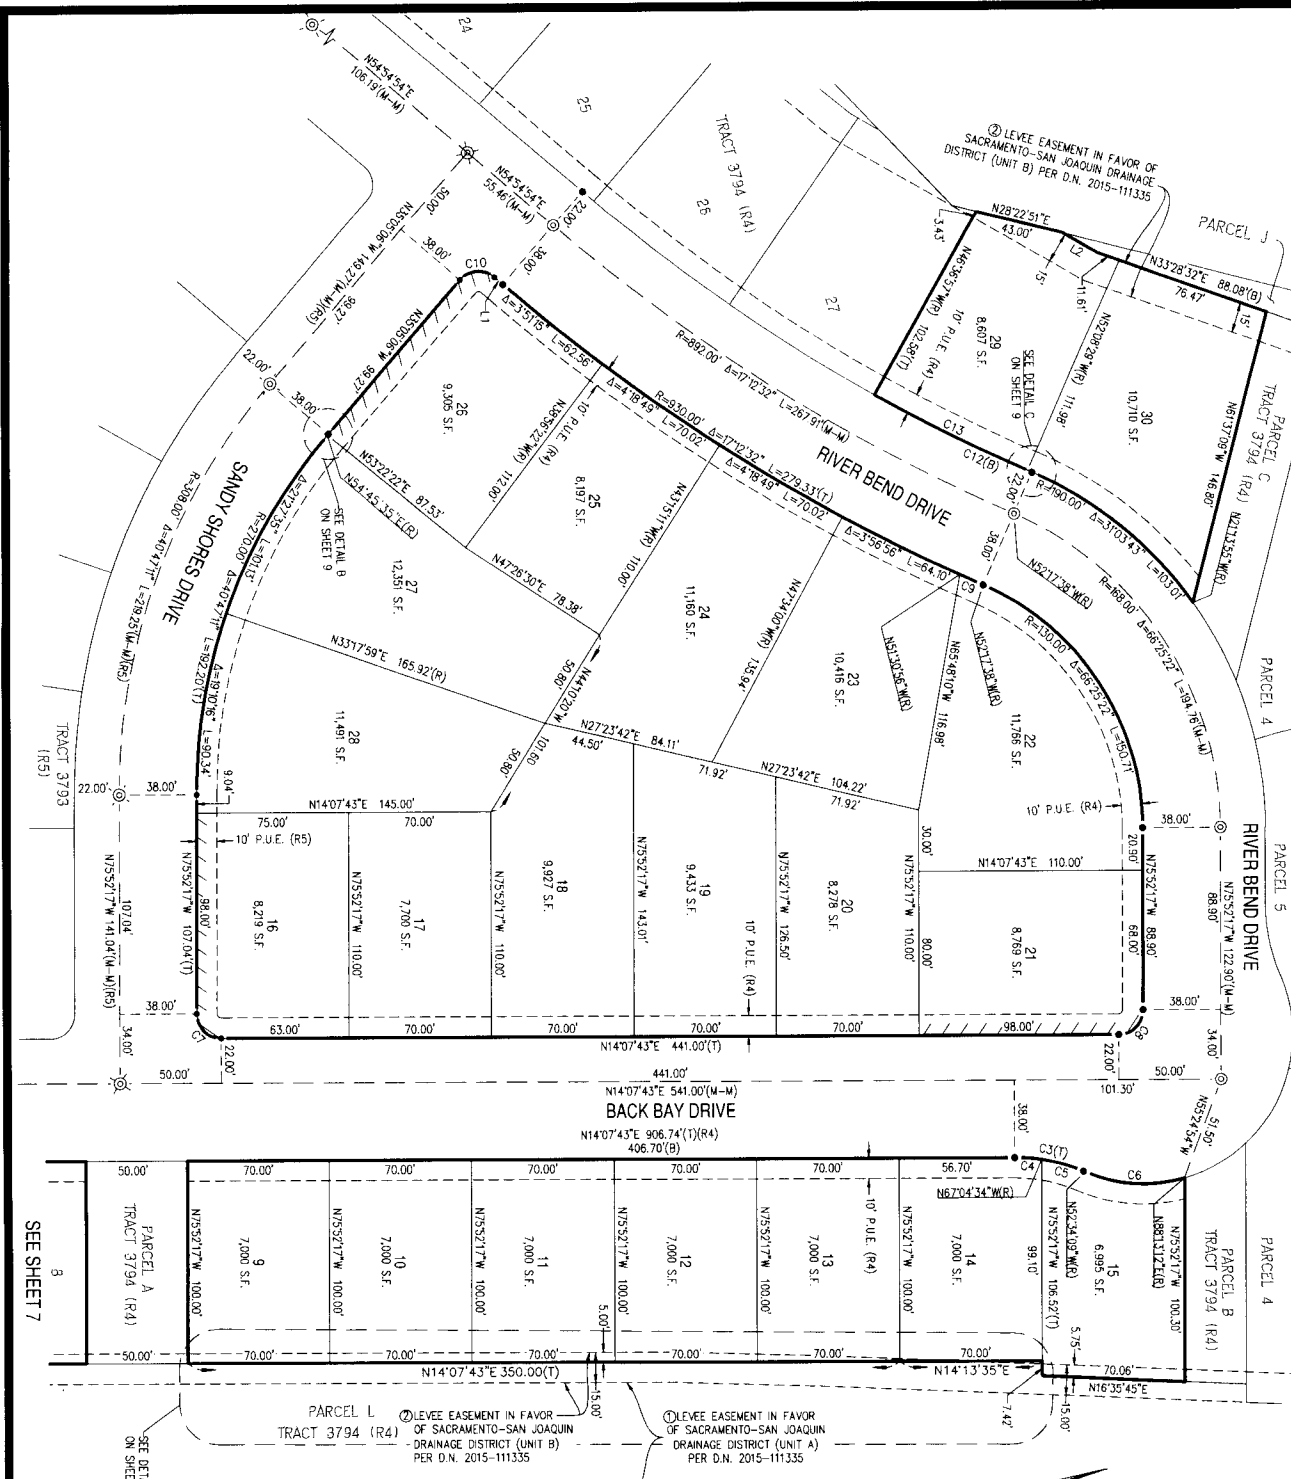 24
25
26
27
TRACT 3794 (R4)
N54°54'54"E
106.19'(M-M)
N54°54'54"E
55.46'(M-M)
② LEVEE EASEMENT IN FAVOR OF
SACRAMENTO-SAN JOAQUIN DRAINAGE
DISTRICT (UNIT B) PER D.N. 2015-111335
PARCEL J
N28°22'51"E
43.00'
3.43'
L2
15'
11.61'
N33°28'32"E 88.08'(B)
76.47'
15'
N46°36'57"W(R) 102.58'(T)
10' P.U.E. (R4)
29
8,607 S.F.
SEE DETAIL C
ON SHEET 9
N52°08'29"W(R) 111.98'
30
10,710 S.F.
N61°37'09"W 146.80'
PARCEL C
TRACT 3794 (R4)
N21°13'55"W(R)
C13
C12(B)
22.00'
R=190.00' Δ=31°03'43" L=103.01'
50.00'
N35°05'06"W 149.27'(M-M)(R5)
99.27'
38.00'
22.00'
38.00'
C10
L1
N35°05'06"W 99.27'
22.00'
38.00'
Δ=3°51'15" L=62.56'
R=892.00' Δ=17°12'32" L=267.91'(M-M)
R=930.00' Δ=17°12'32" L=279.33'(T)
Δ=4°18'49" L=70.02'
Δ=4°18'49" L=70.02'
Δ=3°56'56" L=64.10'
RIVER BEND DRIVE
26
9,305 S.F.
N38°56'22"W(R) 112.00'
10' P.U.E. (R4)
25
8,197 S.F.
N43°15'11"W(R) 110.00'
N53°22'22"E 87.53'
N54°45'35"E(R)
SEE DETAIL B
ON SHEET 9
27
12,351 S.F.
N47°26'30"E 78.38'
24
11,160 S.F.
N47°34'00"W(R) 135.94'
38.00'
C9
N52°17'38"W(R)
N52°17'38"W(R)
N51°30'56"W(R)
23
10,416 S.F.
N65°48'10"W 116.98'
22
11,766 S.F.
R=130.00' Δ=66°25'22" L=150.71'
R=168.00' Δ=66°25'22" L=194.76'(M-M)
PARCEL 4
SANDY SHORES DRIVE
R=308.00' Δ=40°47'11" L=219.25'(M-M)(R5)
R=270.00' Δ=40°47'11" L=192.20'(T)
Δ=21°27'35" L=101.13'
Δ=19°10'16" L=90.34'
N33°17'59"E 165.92'(R)
28
11,491 S.F.
50.80'
N44°10'20"W
101.60
50.80'
N27°23'42"E 84.11'
44.50'
71.92'
N27°23'42"E 104.22'
71.92'
TRACT 3793
(R5)
22.00'
38.00'
9.04'
N14°07'43"E 145.00'
75.00'
70.00'
10' P.U.E. (R5)
10' P.U.E. (R4)
38.00'
30.00'
20.90'
N14°07'43"E 110.00'
RIVER BEND DRIVE
PARCEL 5
N75°52'17"W 122.90'(M-M)
88.90'
N75°52'17"W 88.90'
68.00'
107.04'
N75°52'17"W 141.04'(M-M)(R5)
N75°52'17"W 107.04'(T)
98.00'
16
8,219 S.F.
N75°52'17"W 110.00'
17
7,700 S.F.
N75°52'17"W 110.00'
18
9,927 S.F.
N75°52'17"W 143.01'
19
9,433 S.F.
10' P.U.E. (R4)
N75°52'17"W 126.50'
20
8,278 S.F.
N75°52'17"W 110.00'
80.00'
21
8,769 S.F.
38.00'
C7
34.00'
22.00'
63.00'
70.00'
70.00'
70.00'
70.00'
98.00'
N14°07'43"E 441.00'(T)
38.00'
C8
22.00'
34.00'
50.00'
441.00'
101.30'
50.00'
N14°07'43"E 541.00'(M-M)
BACK BAY DRIVE
N14°07'43"E 906.74'(T)(R4)
406.70'(B)
38.00'
51.50'
N55°24'54"W
C3(T)
C4
C5
C6
50.00'
70.00'
70.00'
70.00'
70.00'
70.00'
56.70'
N67°04'34"W(R)
SEE SHEET 7
8
PARCEL A
TRACT 3794 (R4)
N75°52'17"W 100.00'
9
7,000 S.F.
N75°52'17"W 100.00'
10
7,000 S.F.
N75°52'17"W 100.00'
11
7,000 S.F.
N75°52'17"W 100.00'
12
7,000 S.F.
N75°52'17"W 100.00'
13
7,000 S.F.
10' P.U.E. (R4)
N75°52'17"W 100.00'
14
7,000 S.F.
99.10'
N75°52'17"W 106.52'(T)
N52°34'09"W(R)
15
6,995 S.F.
N88°13'12"E(R)
N75°52'17"W 100.30'
PARCEL B
TRACT 3794 (R4)
PARCEL 4
5.00'
5.75'
50.00'
70.00'
70.00'
70.00'
70.00'
70.00'
70.00'
70.06'
N14°07'43"E 350.00(T)
N14°13'35"E
N16°35'45"E
15.00'
7.42'
15.00'
PARCEL L
TRACT 3794 (R4)
② LEVEE EASEMENT IN FAVOR
OF SACRAMENTO-SAN JOAQUIN
DRAINAGE DISTRICT (UNIT B)
PER D.N. 2015-111335
① LEVEE EASEMENT IN FAVOR
OF SACRAMENTO-SAN JOAQUIN
DRAINAGE DISTRICT (UNIT A)
PER D.N. 2015-111335
SEE DET
ON SHEE